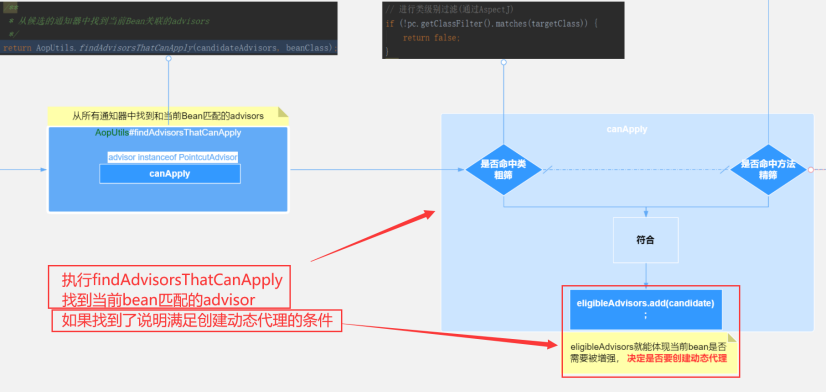 # 从候选的通知器中找到当前Bean关联的advisors
*/
return AopUtils.findAdvisorsThatCanApply(candidateAdvisors, beanClass);
// 进行类级别过滤(通过AspectJ)
if (!pc.getClassFilter().matches(targetClass)) {
return false;
}
从所有通知器中找到和当前Bean匹配的advisors
AopUtils#findAdvisorsThatCanApply
advisor instanceof PointcutAdvisor
canApply
canApply
是否命中类
粗筛
是否命中方法
精筛
符合
执行findAdvisorsThatCanApply
找到当前bean匹配的advisor
如果找到了说明满足创建动态代理的条件
eligibleAdvisors.add(candidate)
;
eligibleAdvisors就能体现当前bean是否
需要被增强，决定是否要创建动态代理